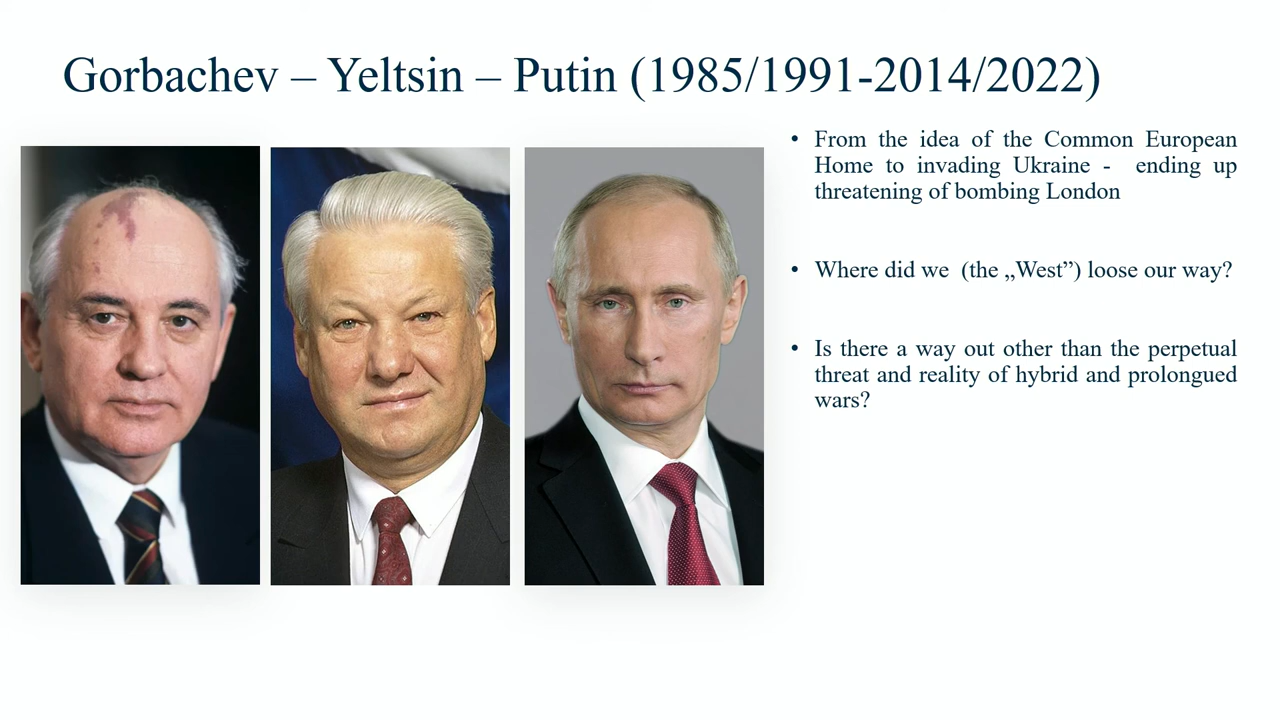 Gorbachev – Yeltsin – Putin (1985/1991-2014/2022)
• From the idea of the Common European
Home to invading Ukraine - ending up
threatening of bombing London
• Where did we (the „West”) loose our way?
• Is there a way out other than the perpetual
threat and reality of hybrid and prolongued
wars?